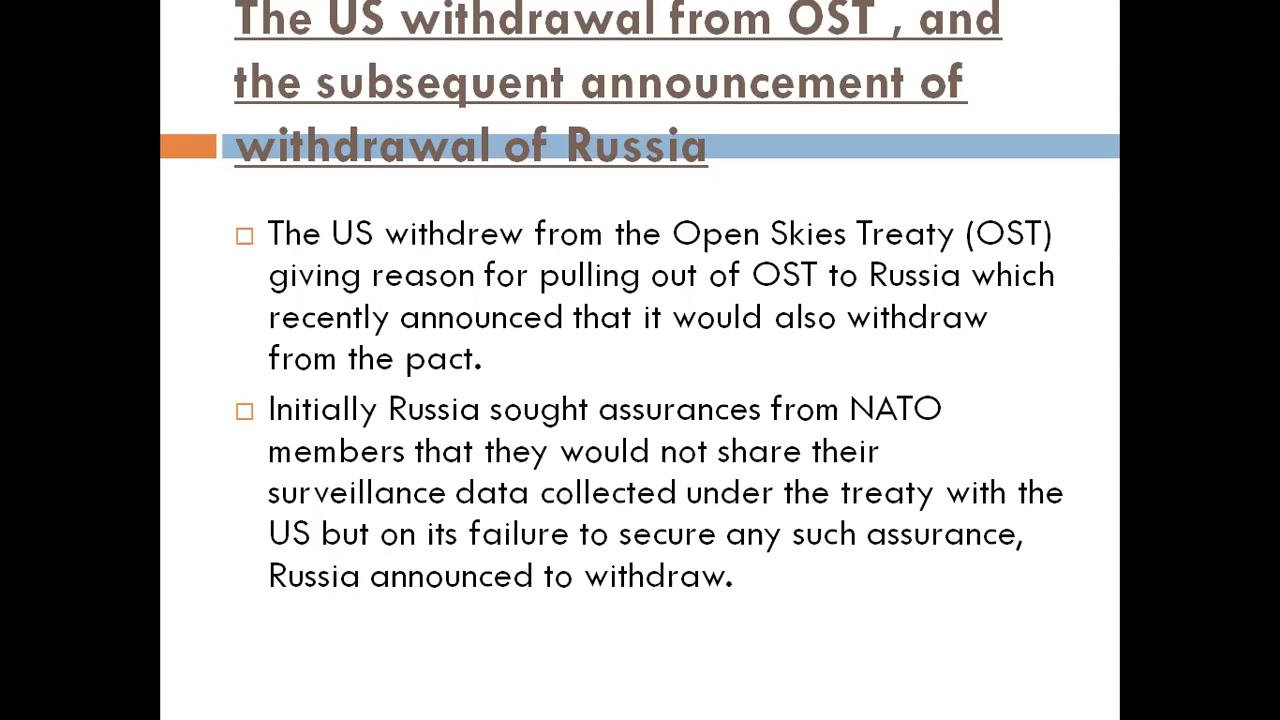 The US withdrawal from OST , and
the subsequent announcement of
withdrawal of Russia
The US withdrew from the Open Skies Treaty (OST)
giving reason for pulling out of OST to Russia which
recently announced that it would also withdraw
from the pact.
Initially Russia sought assurances from NATO
members that they would not share their
surveillance data collected under the treaty with the
US but on its failure to secure any such assurance,
Russia announced to withdraw.